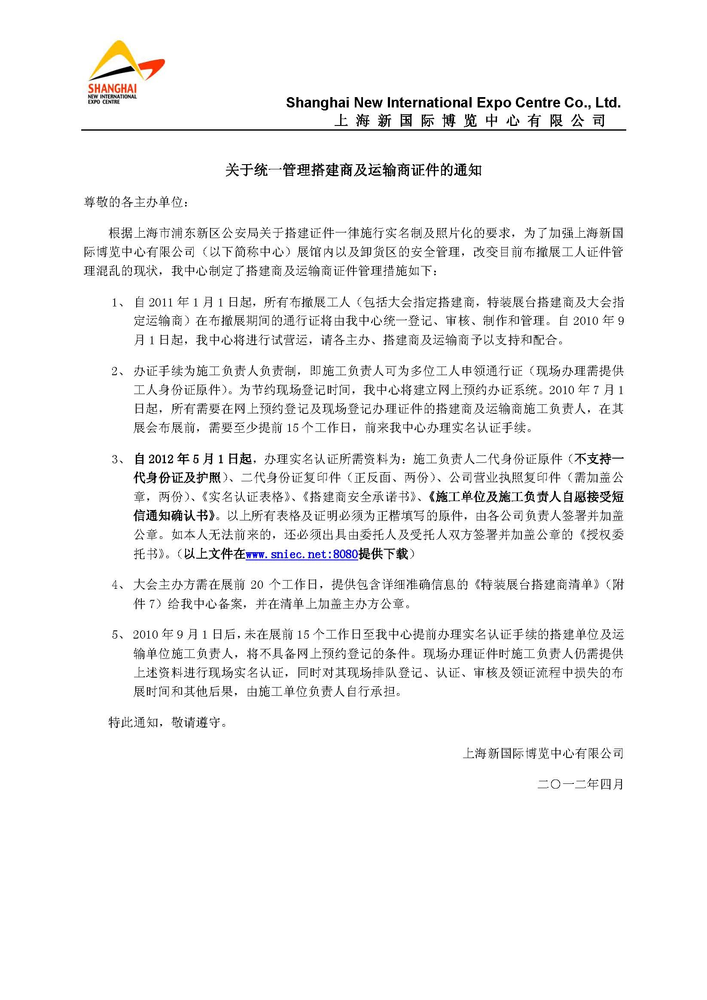 SHANGHAI
NEW INTERNATIONAL
EXPO CENTRE
Shanghai New International Expo Centre Co., Ltd.
上海新国际博览中心有限公司
关于统一管理搭建商及运输商证件的通知
尊敬的各主办单位：
根据上海市浦东新区公安局关于搭建证件一律施行实名制及照片化的要求，为了加强上海新国
际博览中心有限公司（以下简称中心）展馆内以及卸货区的安全管理，改变目前布撤展工人证件管
理混乱的现状，我中心制定了搭建商及运输商证件管理措施如下：
1、 自 2011 年 1 月 1 日起，所有布撤展工人（包括大会指定搭建商，特装展台搭建商及大会指
定运输商）在布撤展期间的通行证将由我中心统一登记、审核、制作和管理。自 2010 年 9
月 1 日起，我中心将进行试营运，请各主办、搭建商及运输商予以支持和配合。
2、 办证手续为施工负责人负责制，即施工负责人可为多位工人申领通行证（现场办理需提供
工人身份证原件）。为节约现场登记时间，我中心将建立网上预约办证系统。2010 年 7 月 1
日起，所有需要在网上预约登记及现场登记办理证件的搭建商及运输商施工负责人，在其
展会布展前，需要至少提前 15 个工作日，前来我中心办理实名认证手续。
3、 自 2012 年 5 月 1 日起，办理实名认证所需资料为：施工负责人二代身份证原件（不支持一
代身份证及护照）、二代身份证复印件（正反面、两份）、公司营业执照复印件（需加盖公
章，两份）、《实名认证表格》、《搭建商安全承诺书》、《施工单位及施工负责人自愿接受短
信通知确认书》。以上所有表格及证明必须为正楷填写的原件，由各公司负责人签署并加盖
公章。如本人无法前来的，还必须出具由委托人及受托人双方签署并加盖公章的《授权委
托书》。（以上文件在www.sniec.net:8080提供下载）
4、 大会主办方需在展前 20 个工作日，提供包含详细准确信息的《特装展台搭建商清单》（附
件 7）给我中心备案，并在清单上加盖主办方公章。
5、 2010 年 9 月 1 日后，未在展前 15 个工作日至我中心提前办理实名认证手续的搭建单位及运
输单位施工负责人，将不具备网上预约登记的条件。现场办理证件时施工负责人仍需提供
上述资料进行现场实名认证，同时对其现场排队登记、认证、审核及领证流程中损失的布
展时间和其他后果，由施工单位负责人自行承担。
特此通知，敬请遵守。
上海新国际博览中心有限公司
二〇一二年四月